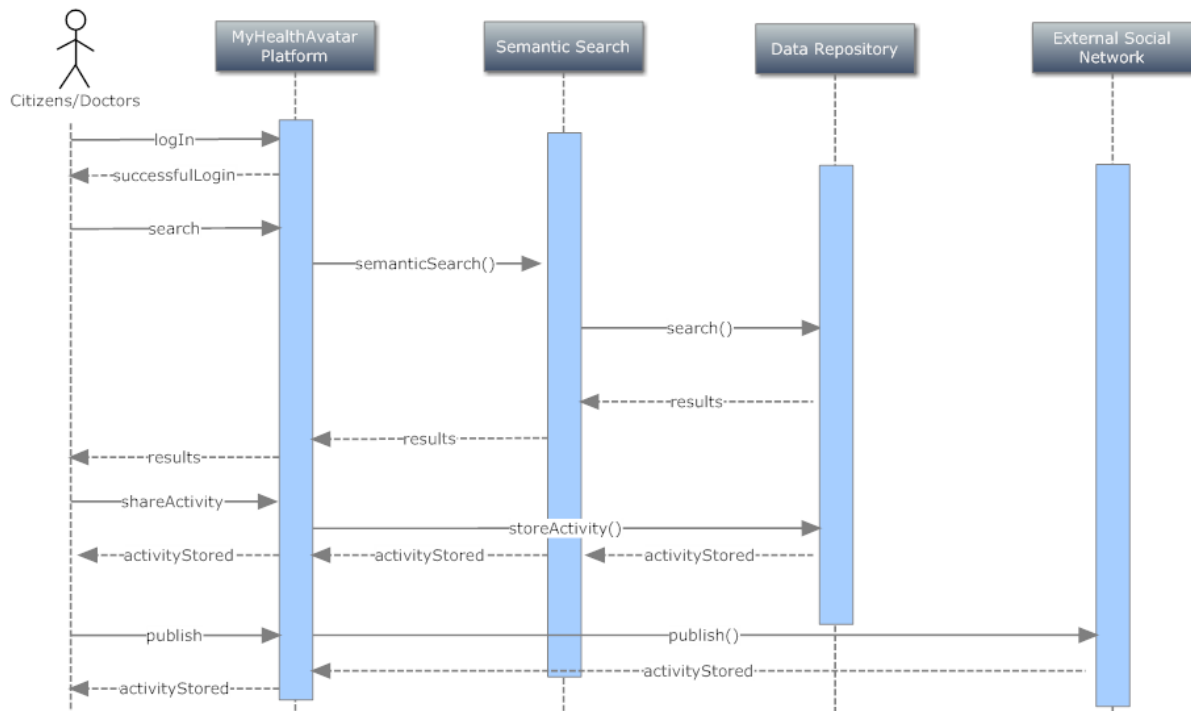 MyHealthAvatar
Platform
Semantic Search
Data Repository
External Social
Network
Citizens/Doctors
logIn
successfulLogin
search
semanticSearch()
search()
results
results
results
shareActivity
storeActivity()
activityStored
activityStored
activityStored
publish
publish()
activityStored
activityStored